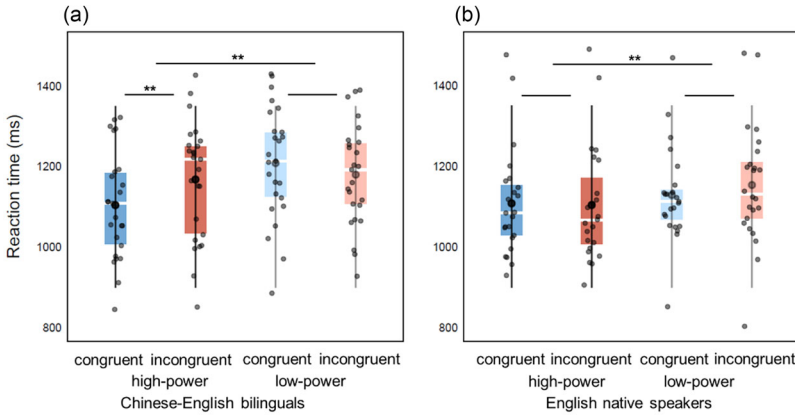 (a)
**
**
1400
1200
1000
800
Reaction time (ms)
congruent incongruent congruent incongruent
high-power low-power
Chinese-English bilinguals
(b)
**
1400
1200
1000
800
congruent incongruent congruent incongruent
high-power low-power
English native speakers